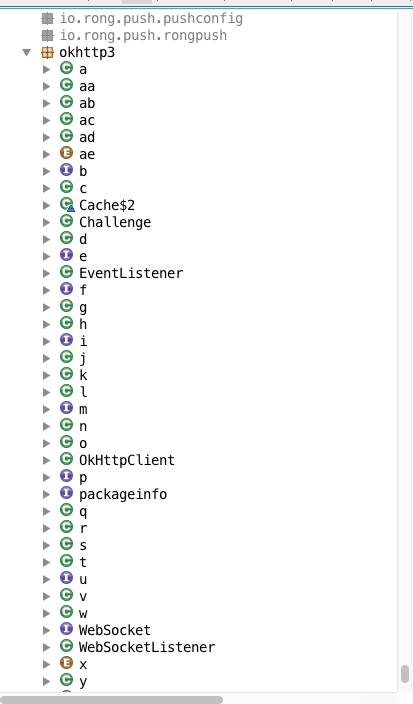 io.rong.push.pushconfig
io.rong.push.rongpush
okhttp3
a
aa
ab
ac
ad
ae
b
c
Cache$2
Challenge
d
e
EventListener
f
g
h
i
j
k
l
m
n
o
OkHttpClient
p
packageinfo
q
r
s
t
u
v
w
WebSocket
WebSocketListener
x
y